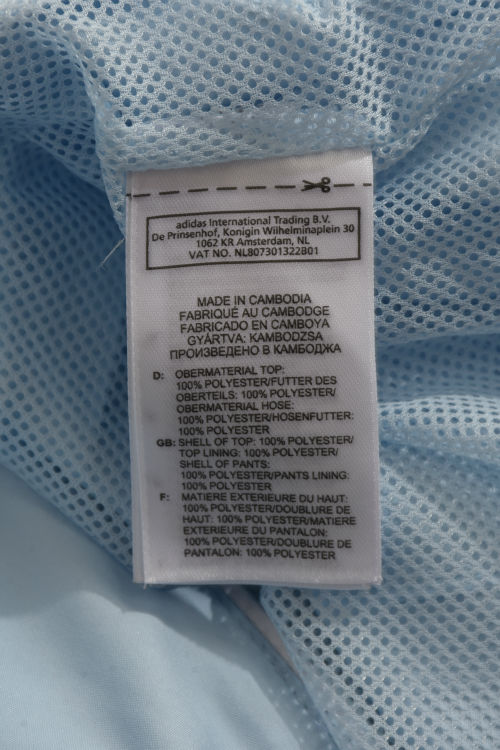 adidas International Trading B.V.
De Prinsenhof, Konigin Wilhelminaplein 30
1062 KR Amsterdam, NL
VAT NO. NL807301322B01
MADE IN CAMBODIA
FABRIQUÉ AU CAMBODGE
FABRICADO EN CAMBOYA
GYÁRTVA: KAMBODZSA
ПРОИЗВЕДЕНО В КАМБОДЖА
D: OBERMATERIAL TOP:
100% POLYESTER/FUTTER DES
OBERTEILS: 100% POLYESTER/
OBERMATERIAL HOSE:
100% POLYESTER/HOSENFUTTER:
100% POLYESTER
GB: SHELL OF TOP: 100% POLYESTER/
TOP LINING: 100% POLYESTER/
SHELL OF PANTS:
100% POLYESTER/PANTS LINING:
100% POLYESTER
F: MATIERE EXTERIEURE DU HAUT:
100% POLYESTER/DOUBLURE DE
HAUT: 100% POLYESTER/MATIERE
EXTERIEURE DU PANTALON:
100% POLYESTER/DOUBLURE DE
PANTALON: 100% POLYESTER